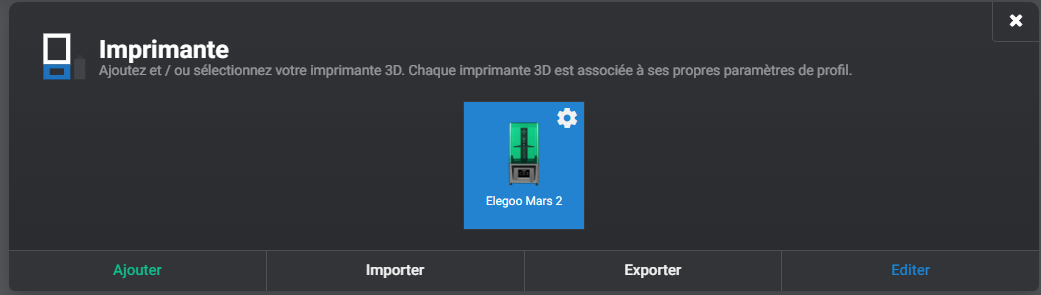 Imprimante
Ajoutez et / ou sélectionnez votre imprimante 3D. Chaque imprimante 3D est associée à ses propres paramètres de profil.
Elegoo Mars 2
Ajouter
Importer
Exporter
Editer